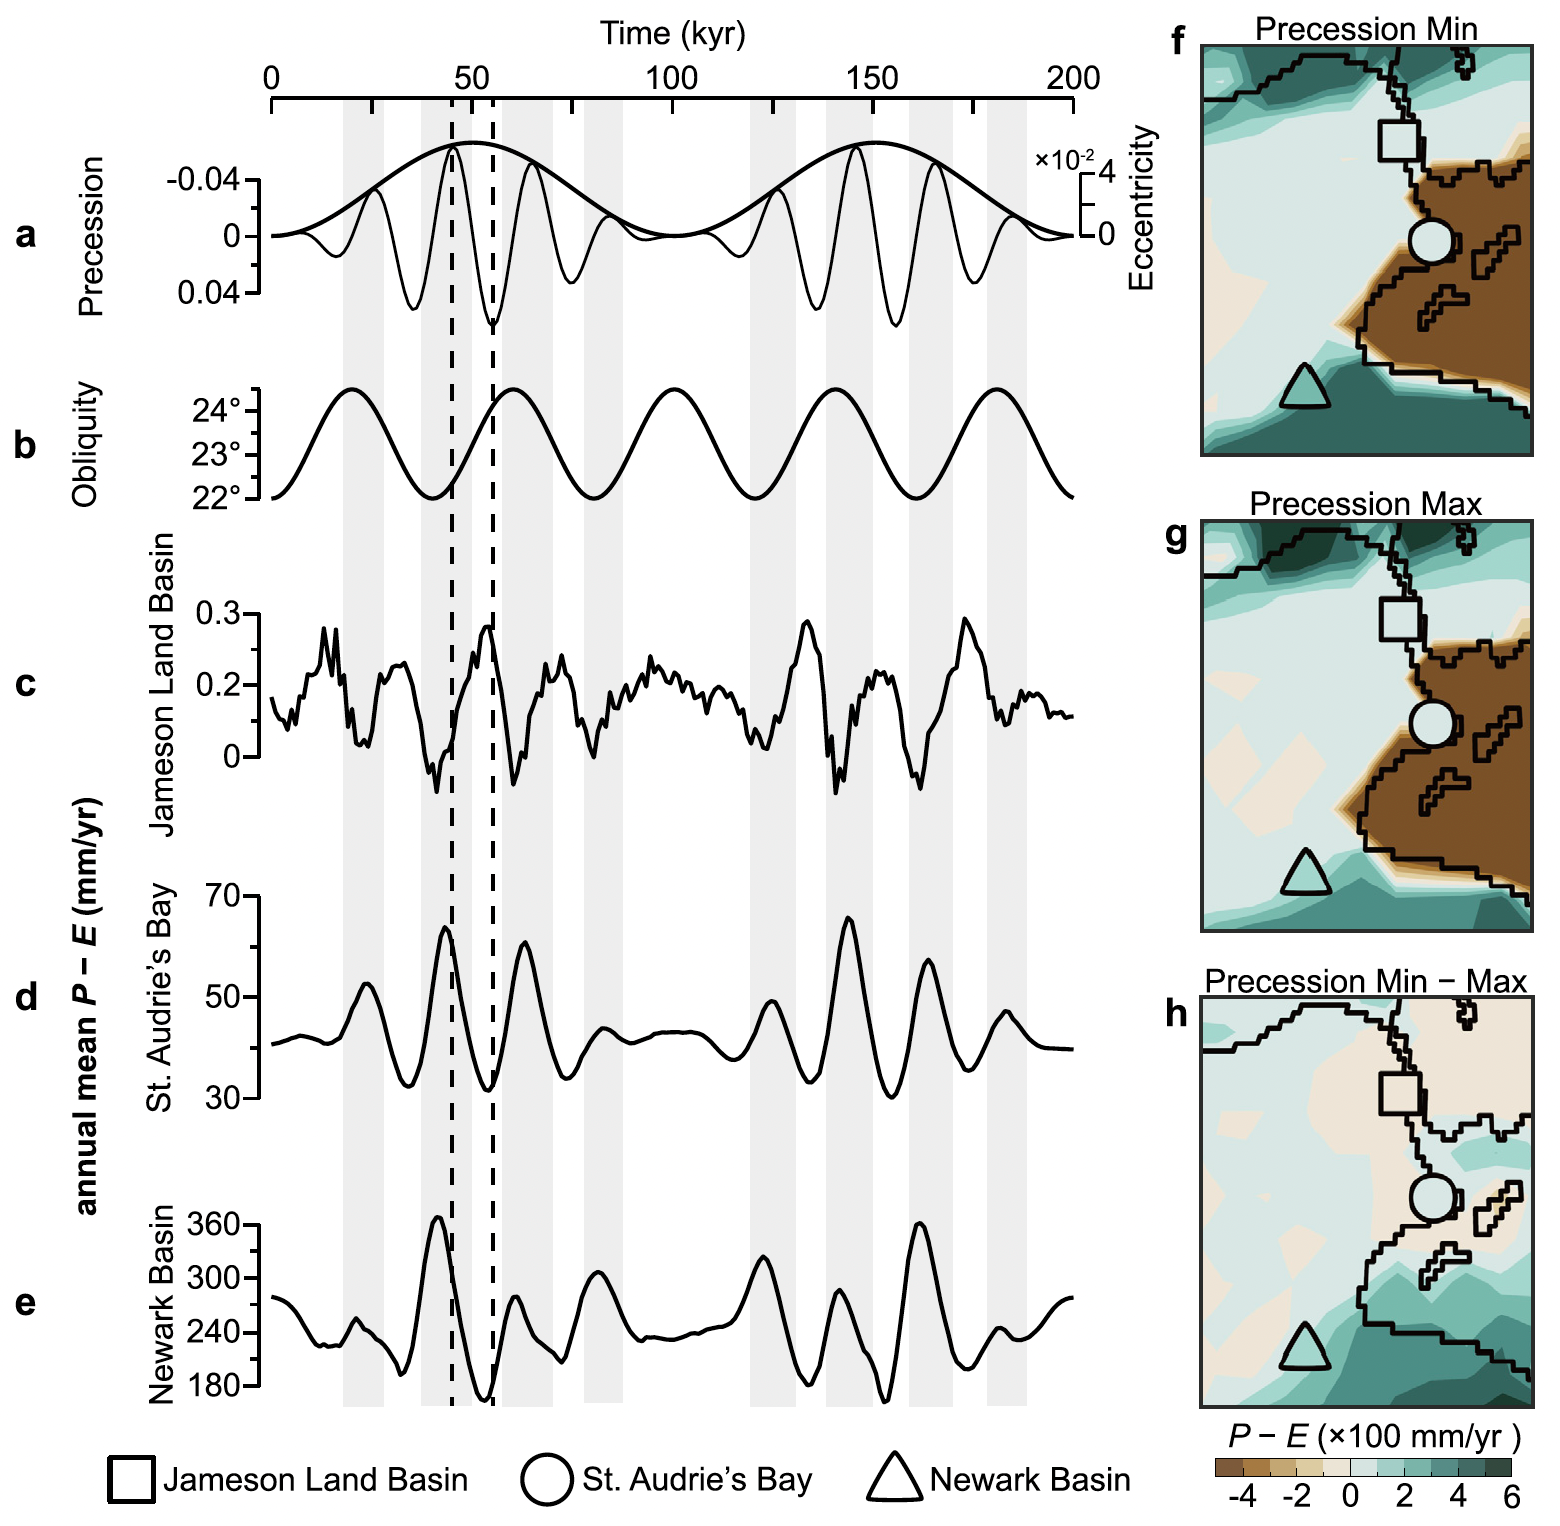 Time (kyr)
0 50 100 150 200
a
Precession
-0.04
0
0.04
×10-2
4
0
Eccentricity
b
Obliquity
24°
23°
22°
c
Jameson Land Basin
0.3
0.2
0
annual mean P − E (mm/yr)
d
St. Audrie's Bay
70
50
30
e
Newark Basin
360
300
240
180
f
Precession Min
g
Precession Max
h
Precession Min − Max
P − E (×100 mm/yr )
-4 -2 0 2 4 6
Jameson Land Basin St. Audrie's Bay Newark Basin